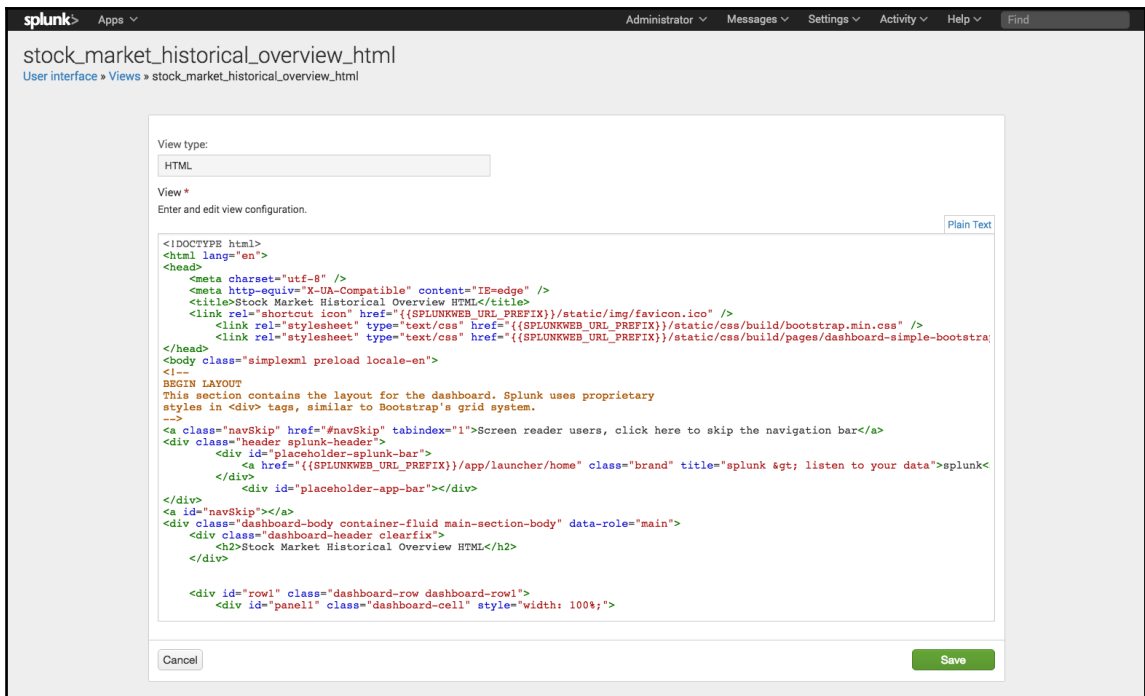 splunk> Apps Administrator Messages Settings Activity Help Find
stock_market_historical_overview_html
User interface » Views » stock_market_historical_overview_html
View type:
HTML
View *
Enter and edit view configuration.
Plain Text
<!DOCTYPE html>
<html lang="en">
<head>
    <meta charset="utf-8" />
    <meta http-equiv="X-UA-Compatible" content="IE=edge" />
    <title>Stock Market Historical Overview HTML</title>
    <link rel="shortcut icon" href="{{SPLUNKWEB_URL_PREFIX}}/static/img/favicon.ico" />
        <link rel="stylesheet" type="text/css" href="{{SPLUNKWEB_URL_PREFIX}}/static/css/build/bootstrap.min.css" />
        <link rel="stylesheet" type="text/css" href="{{SPLUNKWEB_URL_PREFIX}}/static/css/build/pages/dashboard-simple-bootstra
</head>
<body class="simplexml preload locale-en">
<!--
BEGIN LAYOUT
This section contains the layout for the dashboard. Splunk uses proprietary
styles in <div> tags, similar to Bootstrap's grid system.
-->
<a class="navSkip" href="#navSkip" tabindex="1">Screen reader users, click here to skip the navigation bar</a>
<div class="header splunk-header">
        <div id="placeholder-splunk-bar">
            <a href="{{SPLUNKWEB_URL_PREFIX}}/app/launcher/home" class="brand" title="splunk &gt; listen to your data">splunk<
        </div>
            <div id="placeholder-app-bar"></div>
</div>
<a id="navSkip"></a>
<div class="dashboard-body container-fluid main-section-body" data-role="main">
    <div class="dashboard-header clearfix">
        <h2>Stock Market Historical Overview HTML</h2>
    </div>
    <div id="row1" class="dashboard-row dashboard-row1">
        <div id="panel1" class="dashboard-cell" style="width: 100%;">
Cancel Save